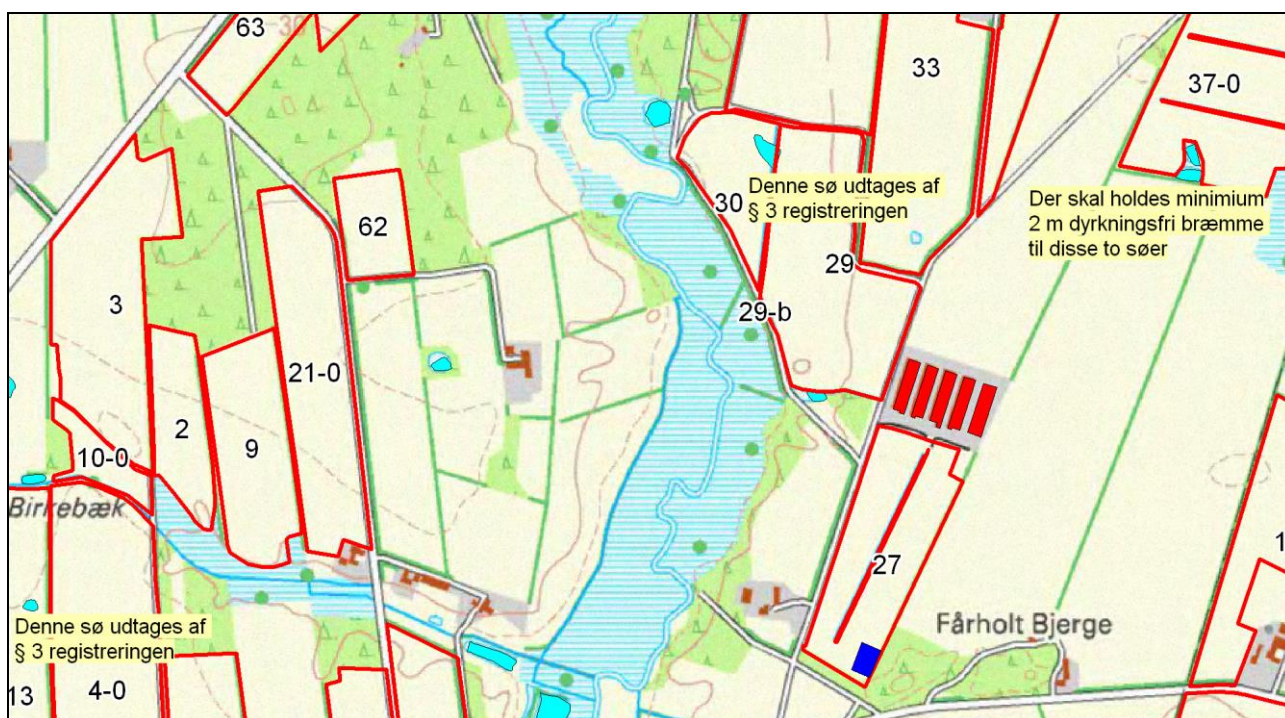 63
30
33
37-0
Denne sø udtages af
§ 3 registreringen
Der skal holdes minimium
2 m dyrkningsfri bræmme
til disse to søer
30
62
29
3
29-b
21-0
2
9
10-0
Birkebæk
1
27
Denne sø udtages af
§ 3 registreringen
Fårholt Bjerge
13
4-0